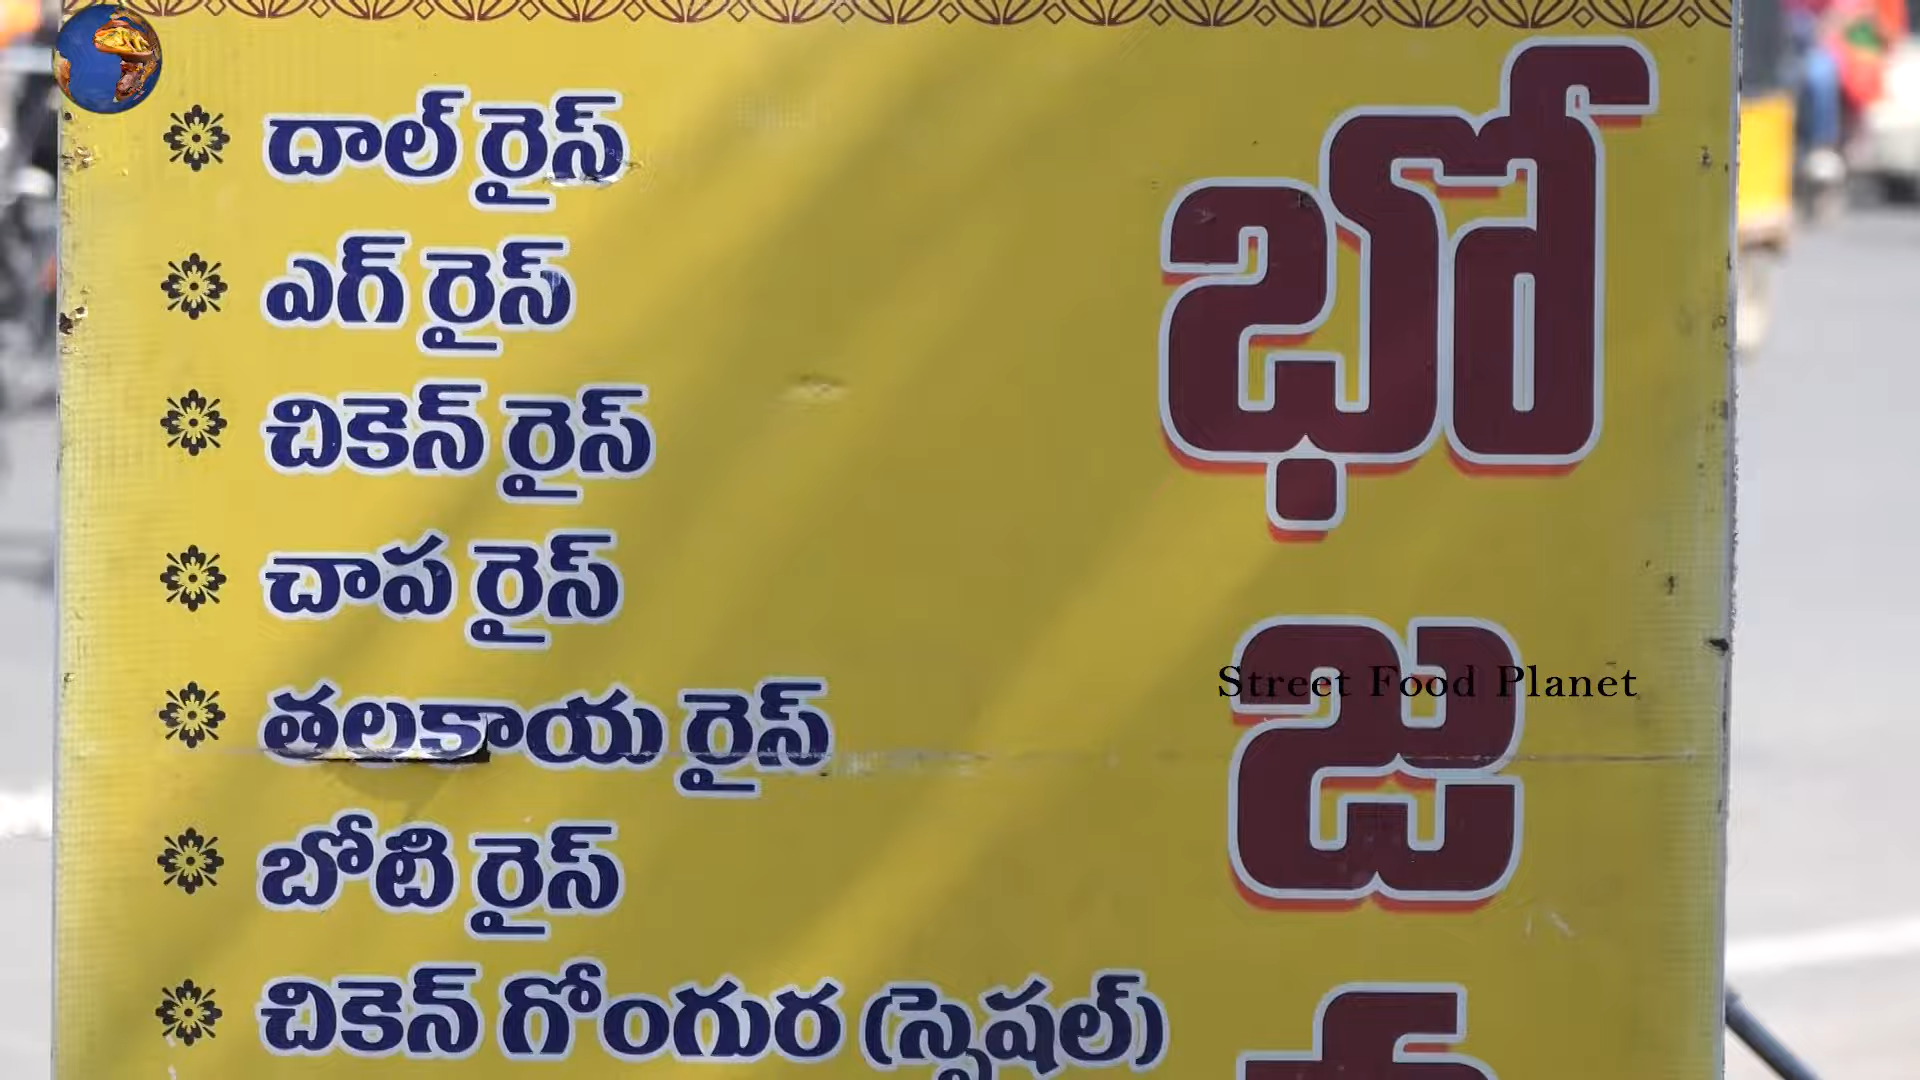 దాల్ రైస్
ఎగ్ రైస్
చికెన్ రైస్
చాప రైస్
తలకాయ రైస్
బోటి రైస్
చికెన్ గోంగుర (స్పెషల్)
భో
జ
Street Food Planet